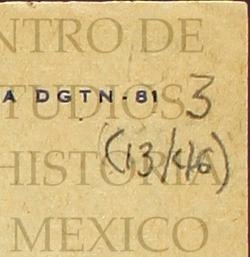 NTRO DE
TUDIOS
A DGTN-81 3
(13/46)
HISTORIA
MEXICO